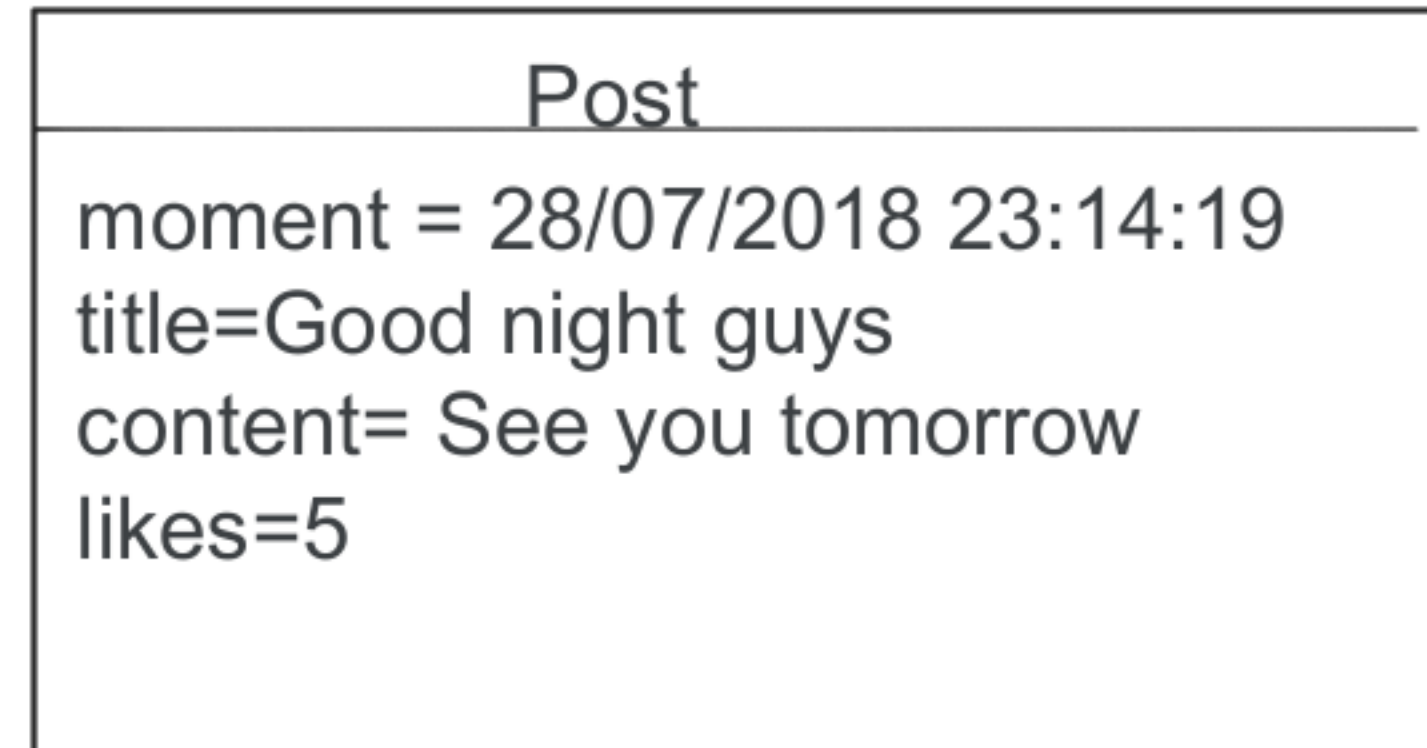 Post
moment = 28/07/2018 23:14:19
title=Good night guys
content= See you tomorrow
likes=5